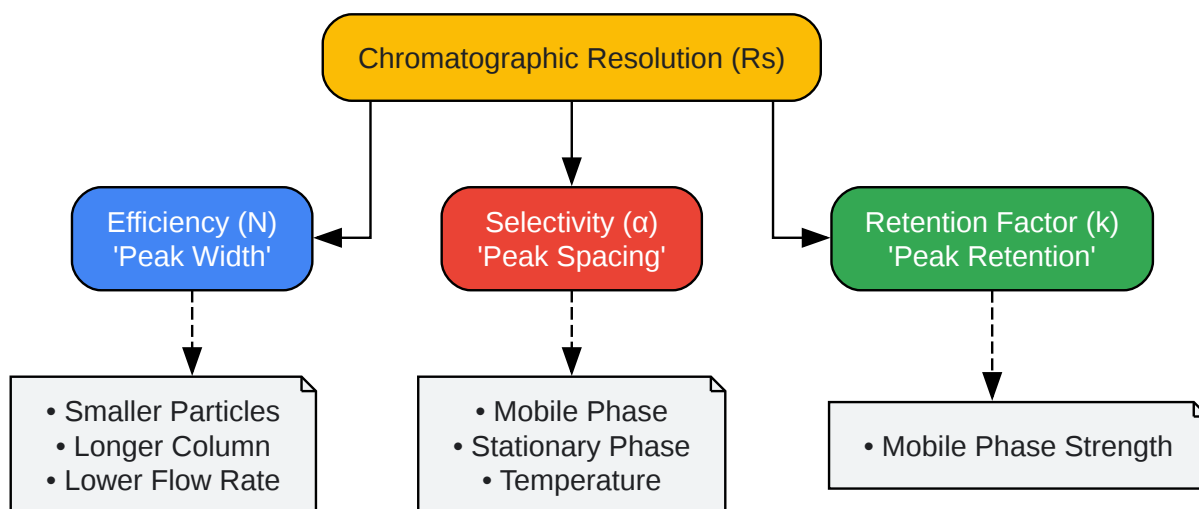 Chromatographic Resolution (Rs)
Efficiency (N)
'Peak Width'
Selectivity (α)
'Peak Spacing'
Retention Factor (k)
'Peak Retention'
• Smaller Particles
• Longer Column
• Lower Flow Rate
• Mobile Phase
• Stationary Phase
• Temperature
• Mobile Phase Strength